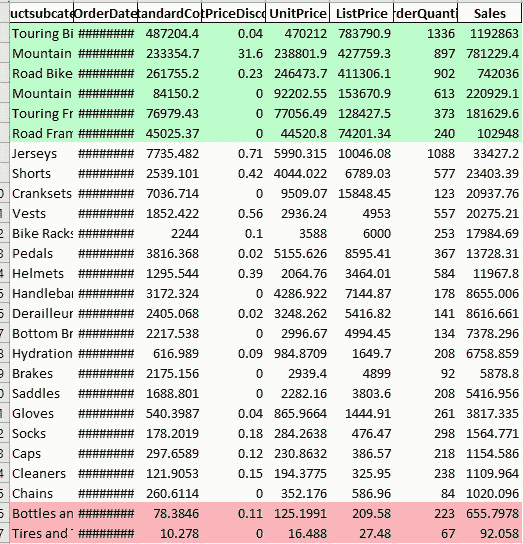 uctsubcate OrderDate tandardCo tPriceDisco UnitPrice ListPrice derQuanti Sales
Touring Bi ######## 487204.4 0.04 470212 783790.9 1336 1192863
Mountain ######## 233354.7 31.6 238801.9 427759.3 897 781229.4
Road Bike ######## 261755.2 0.23 246473.7 411306.1 902 742036
Mountain ######## 84150.2 0 92202.55 153670.9 613 220929.1
Touring Fr ######## 76979.43 0 77056.49 128427.5 373 181629.6
Road Fram ######## 45025.37 0 44520.8 74201.34 240 102948
Jerseys ######## 7735.482 0.71 5990.315 10046.08 1088 33427.2
Shorts ######## 2539.101 0.42 4044.022 6789.03 577 23403.39
Cranksets ######## 7036.714 0 9509.07 15848.45 123 20937.76
Vests ######## 1852.422 0.56 2936.24 4953 557 20275.21
Bike Racks ######## 2244 0.1 3588 6000 253 17984.69
Pedals ######## 3816.368 0.02 5155.626 8595.41 367 13728.31
Helmets ######## 1295.544 0.39 2064.76 3464.01 584 11967.8
Handlebar ######## 3172.324 0 4286.922 7144.87 178 8655.006
Derailleur ######## 2405.068 0.02 3248.262 5416.82 141 8616.661
Bottom Br ######## 2217.538 0 2996.67 4994.45 134 7378.296
Hydration ######## 616.989 0.09 984.8709 1649.7 208 6758.859
Brakes ######## 2175.156 0 2939.4 4899 92 5878.8
Saddles ######## 1688.801 0 2282.16 3803.6 208 5416.956
Gloves ######## 540.3987 0.04 865.9664 1444.91 261 3817.335
Socks ######## 178.2019 0.18 284.2638 476.47 298 1564.771
Caps ######## 297.6589 0.12 230.8632 386.57 218 1154.586
Cleaners ######## 121.9053 0.15 194.3775 325.95 238 1109.964
Chains ######## 260.6114 0 352.176 586.96 84 1020.096
Bottles an ######## 78.3846 0.11 125.1991 209.58 223 655.7978
Tires and ######## 10.278 0 16.488 27.48 67 92.058